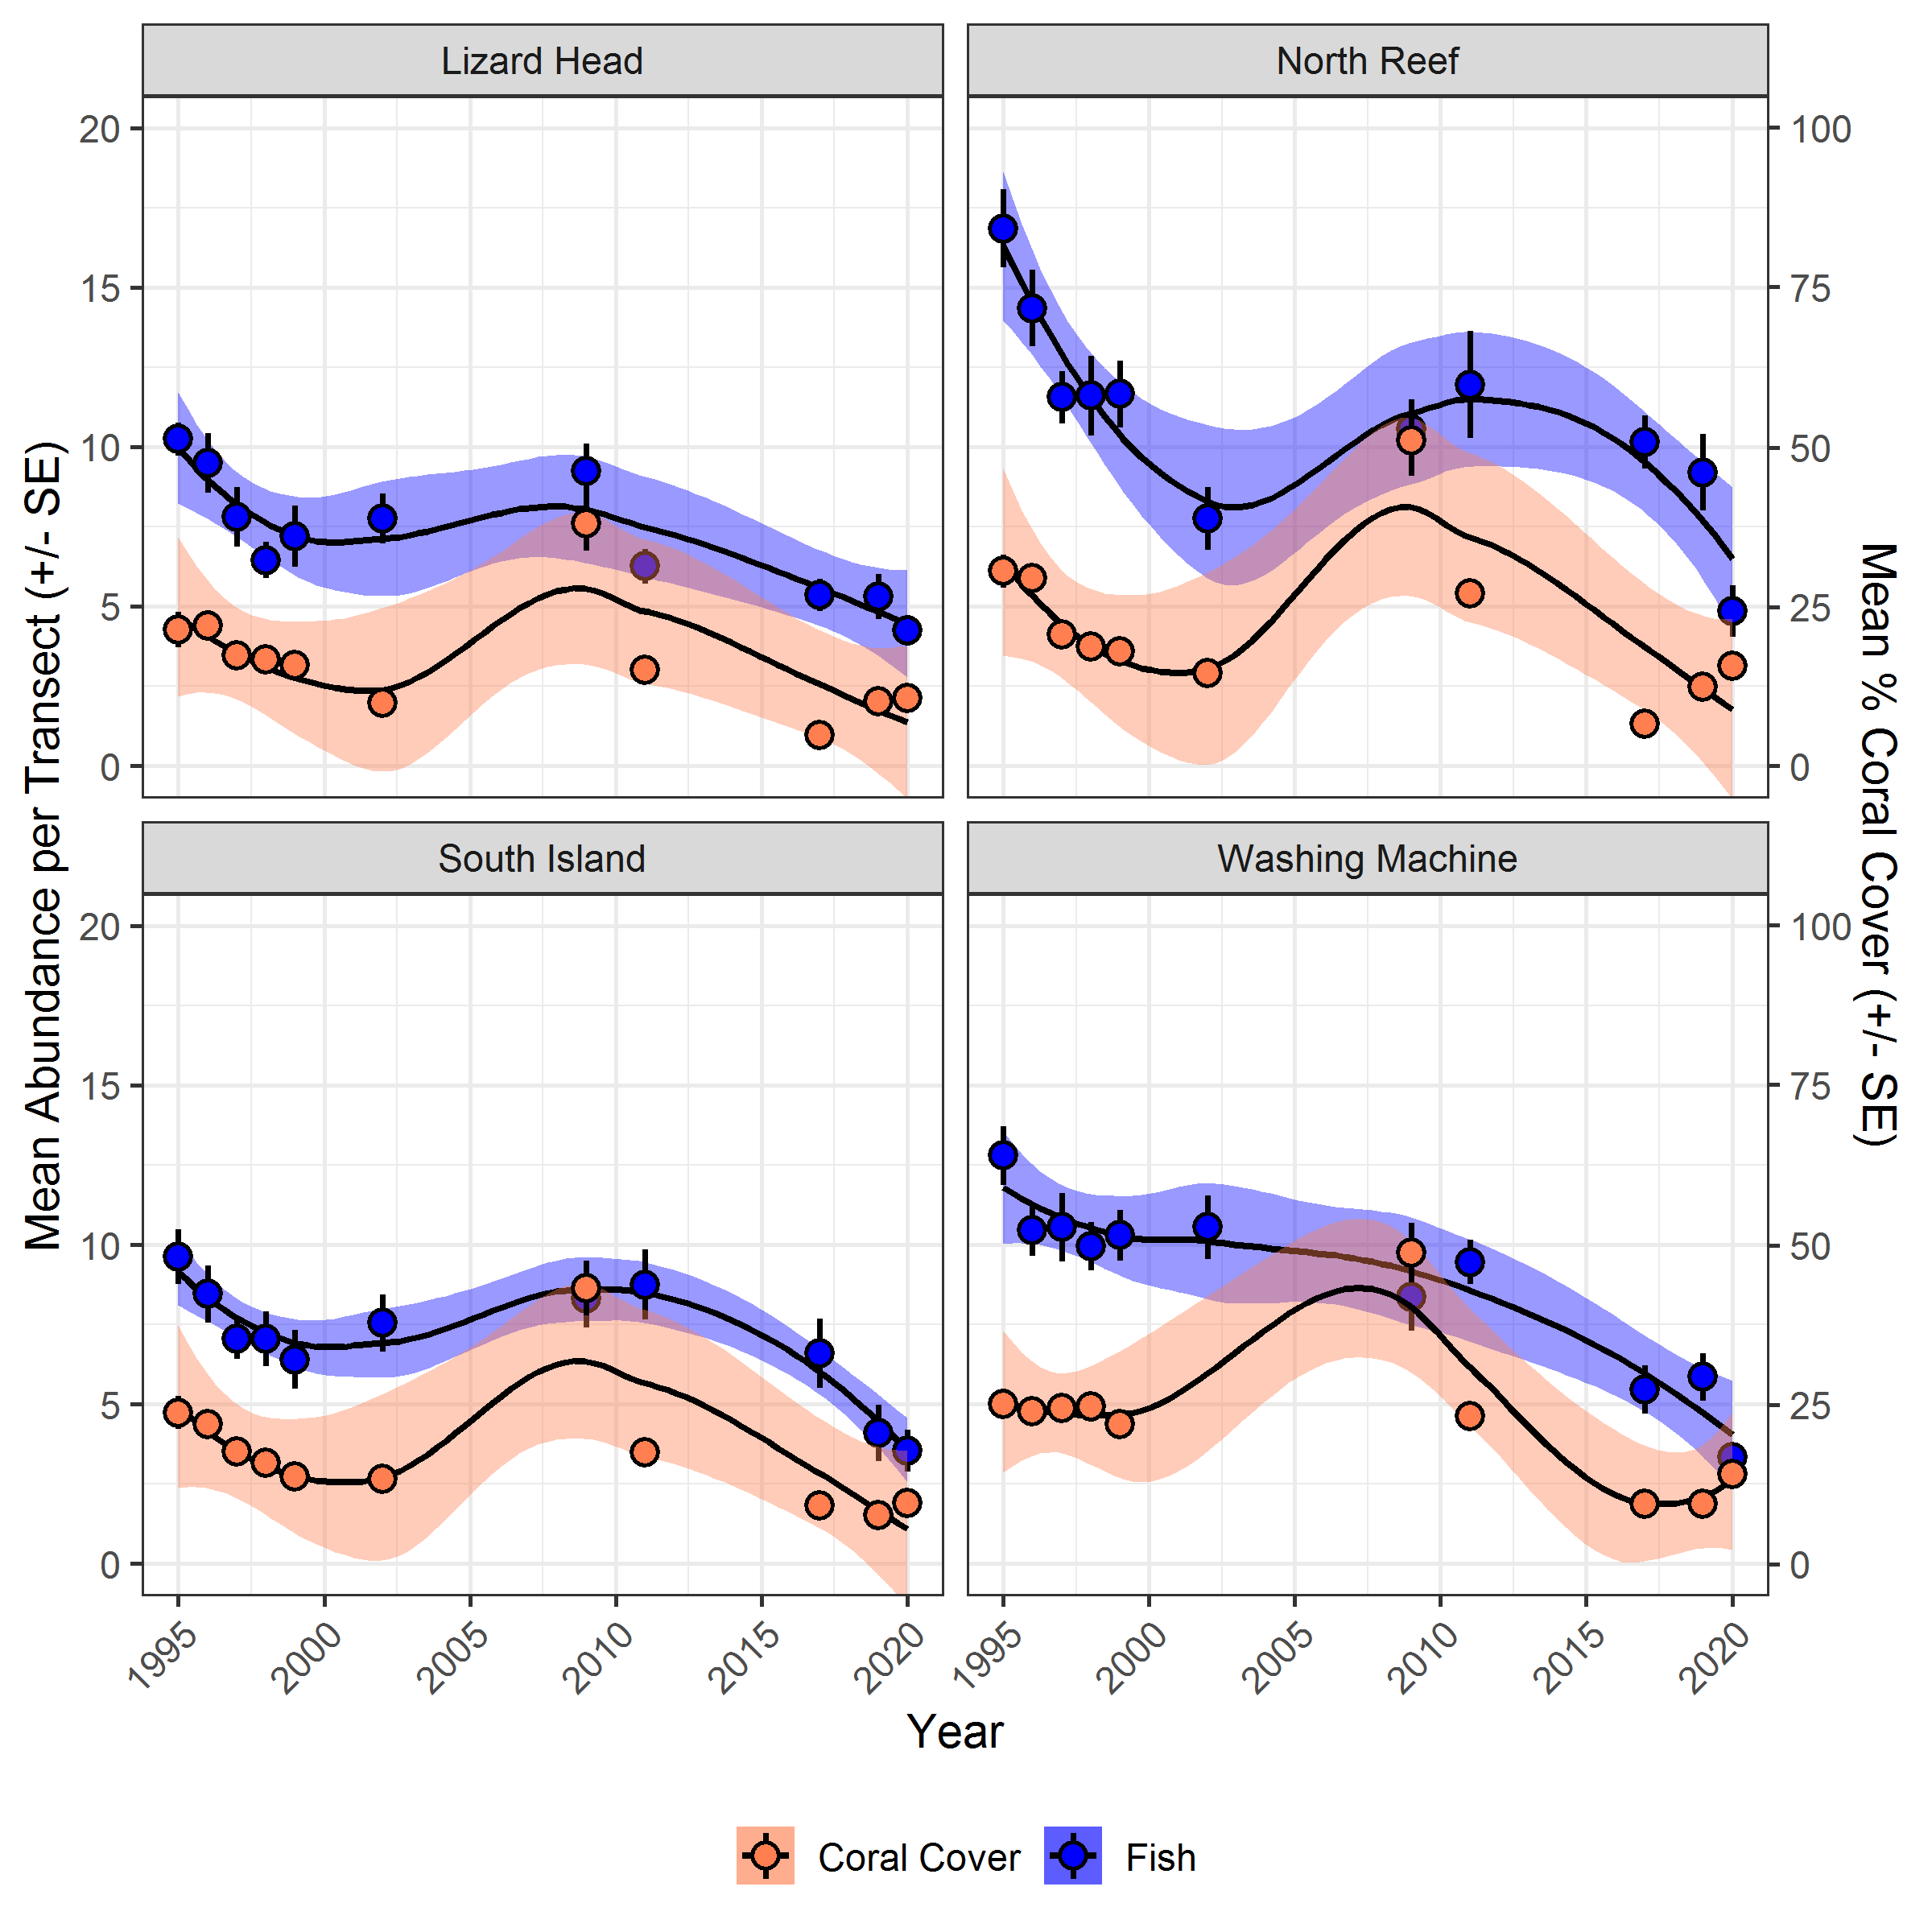 Lizard Head
North Reef
20
15
10
5
0
100
75
50
25
0
South Island
Washing Machine
20
15
10
5
0
100
75
50
25
0
Mean Abundance per Transect (+/- SE)
Mean % Coral Cover (+/- SE)
1995 2000 2005 2010 2015 2020
1995 2000 2005 2010 2015 2020
Year
Coral Cover Fish